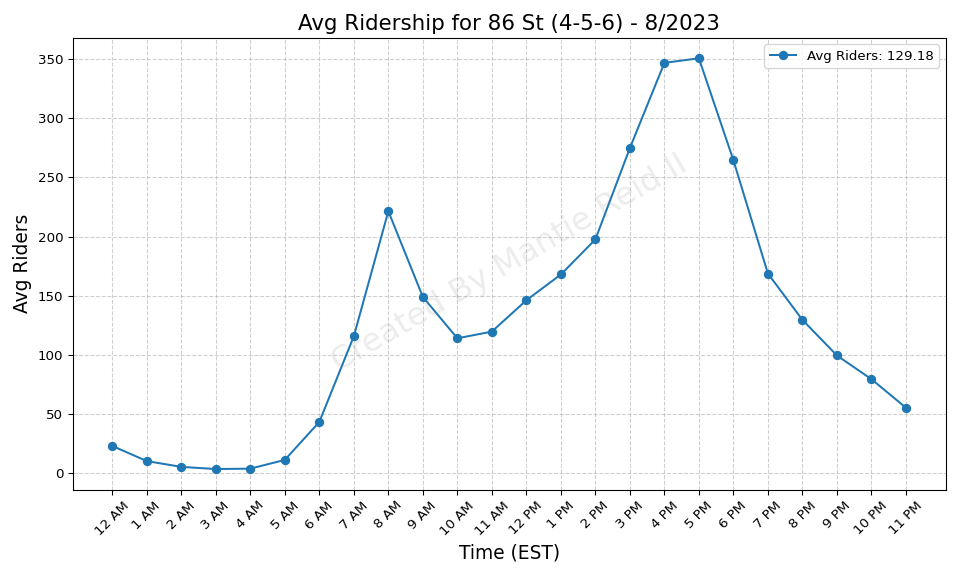 Avg Ridership for 86 St (4-5-6) - 8/2023
Avg Riders: 129.18
350
300
250
200
150
100
50
0
Avg Riders
Created By Mantle Reid II
12 AM
1 AM
2 AM
3 AM
4 AM
5 AM
6 AM
7 AM
8 AM
9 AM
10 AM
11 AM
12 PM
1 PM
2 PM
3 PM
4 PM
5 PM
6 PM
7 PM
8 PM
9 PM
10 PM
11 PM
Time (EST)